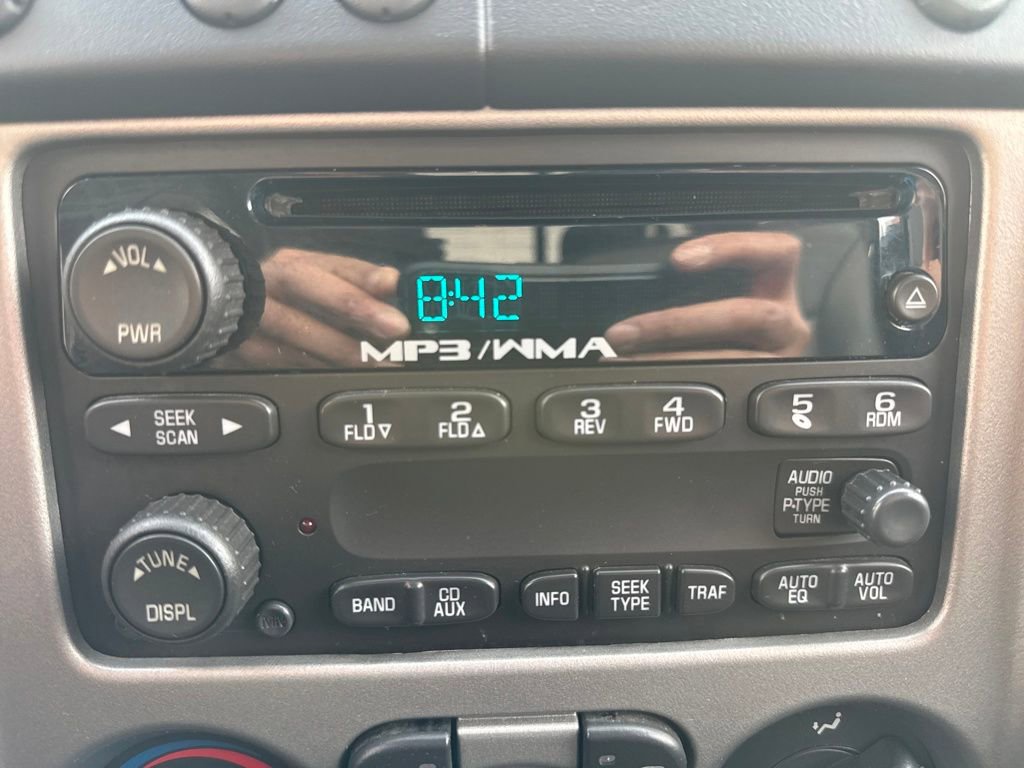 VOL
PWR
8:42
MP3/WMA
SEEK
SCAN
1
FLD
2
FLD
3
REV
4
FWD
5
6
RDM
AUDIO
PUSH
P-TYPE
TURN
TUNE
DISPL
BAND
CD
AUX
INFO
SEEK
TYPE
TRAF
AUTO
EQ
AUTO
VOL